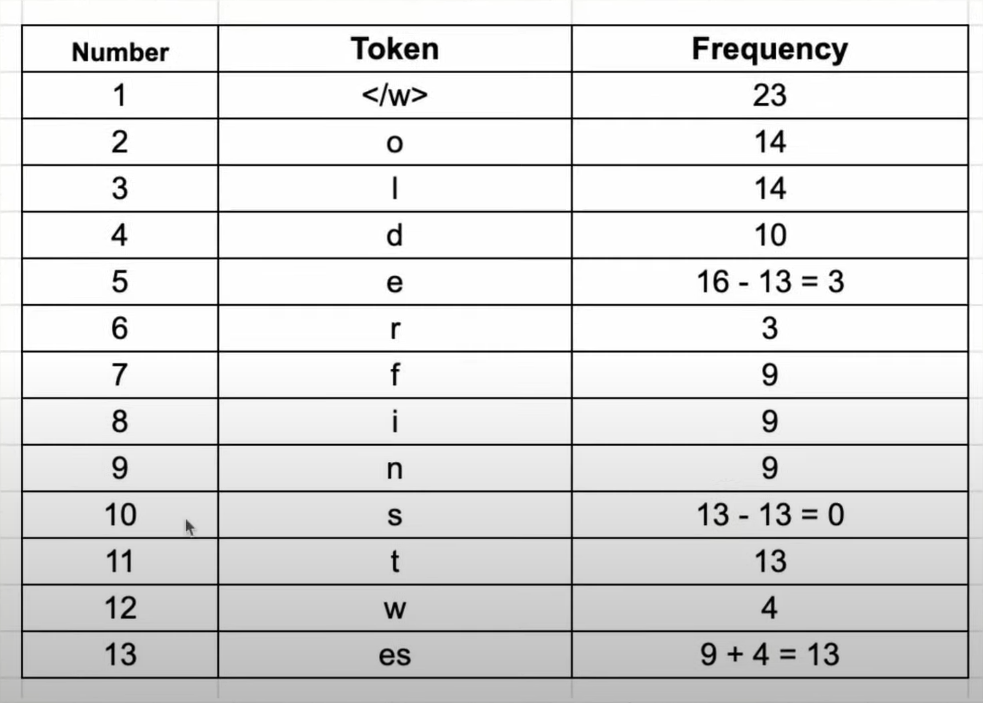 Number Token Frequency
1 </w> 23
2 o 14
3 l 14
4 d 10
5 e 16 - 13 = 3
6 r 3
7 f 9
8 i 9
9 n 9
10 s 13 - 13 = 0
11 t 13
12 w 4
13 es 9 + 4 = 13